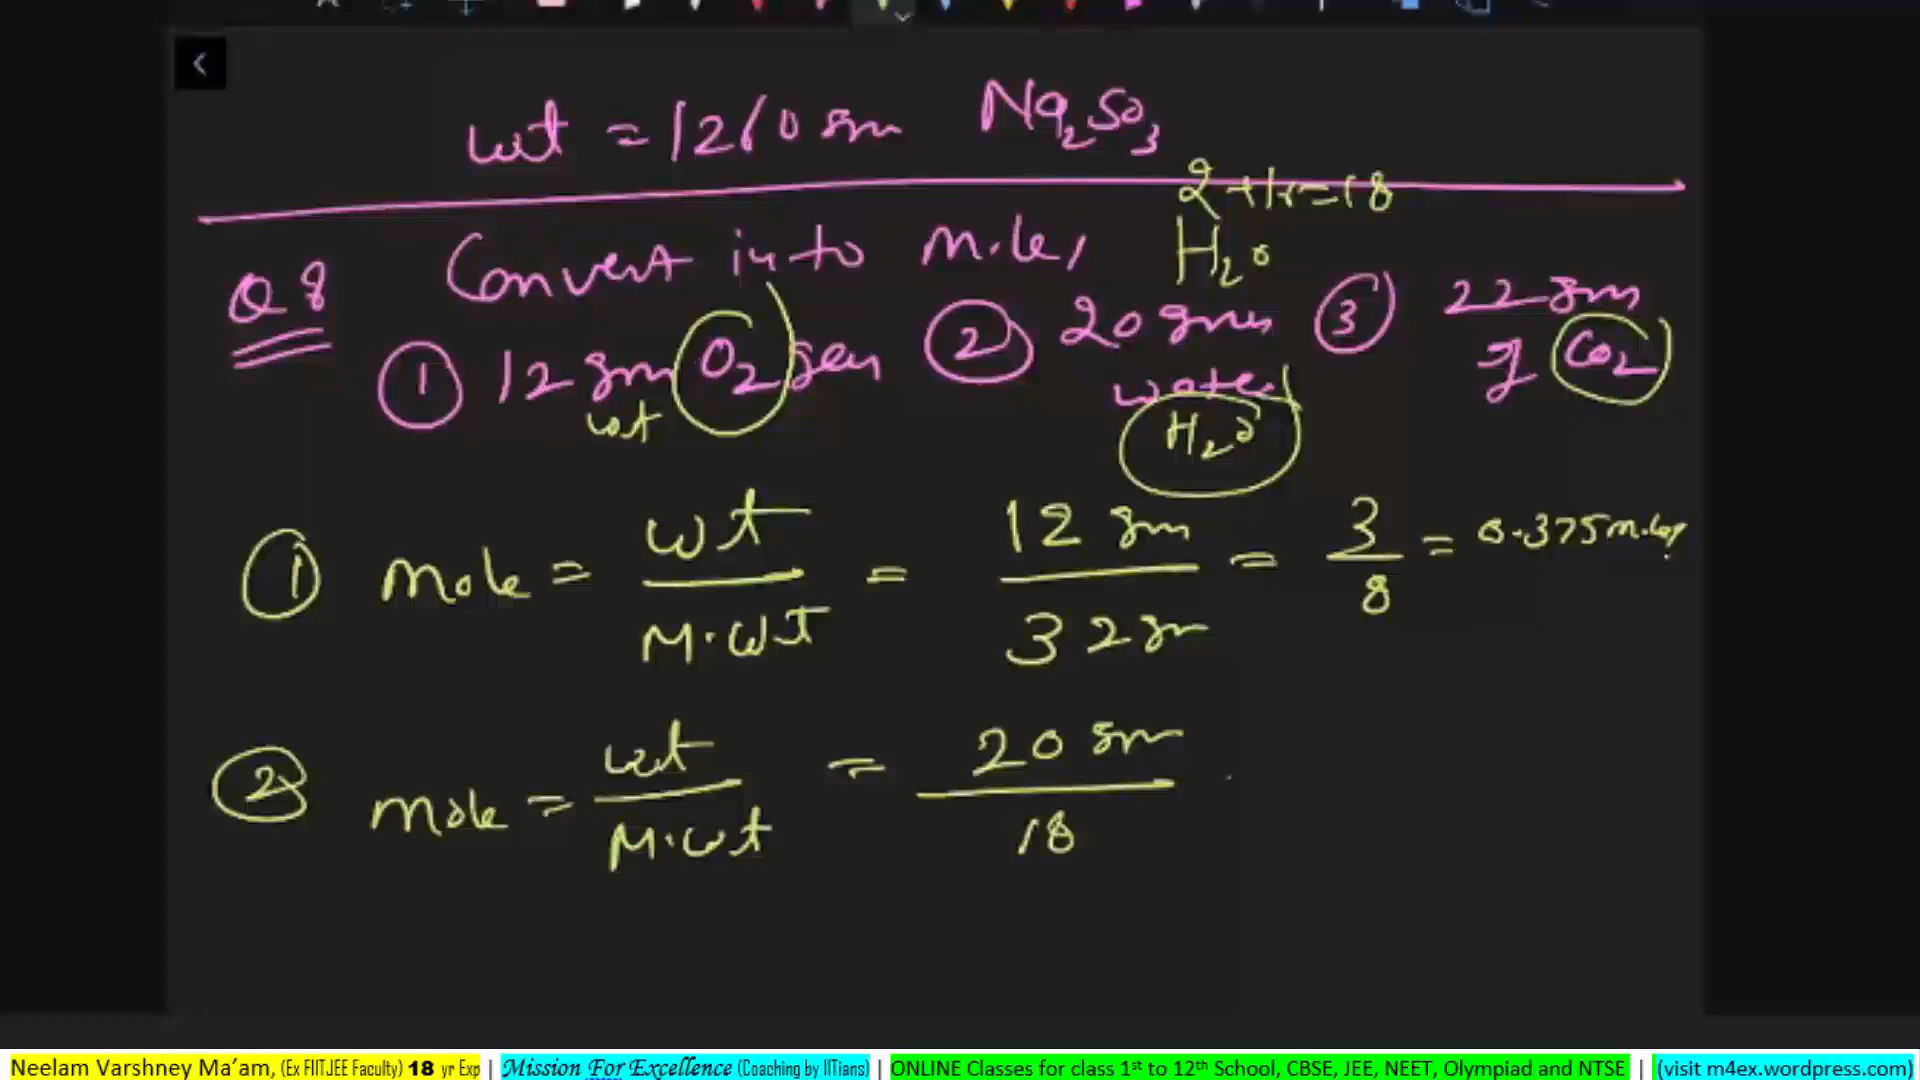 wt = 1260 gm Na2SO3
2+16=18
H2O
Q8 Convert into moles
① 12 gm O2 gen ② 20 gms water ③ 22 gm of CO2
wt H2O
① mole = wt / M.wt = 12 gm / 32 gm = 3 / 8 = 0.375 moles
② mole = wt / M.wt = 20 gm / 18
Neelam Varshney Ma’am, (Ex FIITJEE Faculty) 18 yr Exp | Mission For Excellence (Coaching by IITians) | ONLINE Classes for class 1st to 12th School, CBSE, JEE, NEET, Olympiad and NTSE | (visit m4ex.wordpress.com)